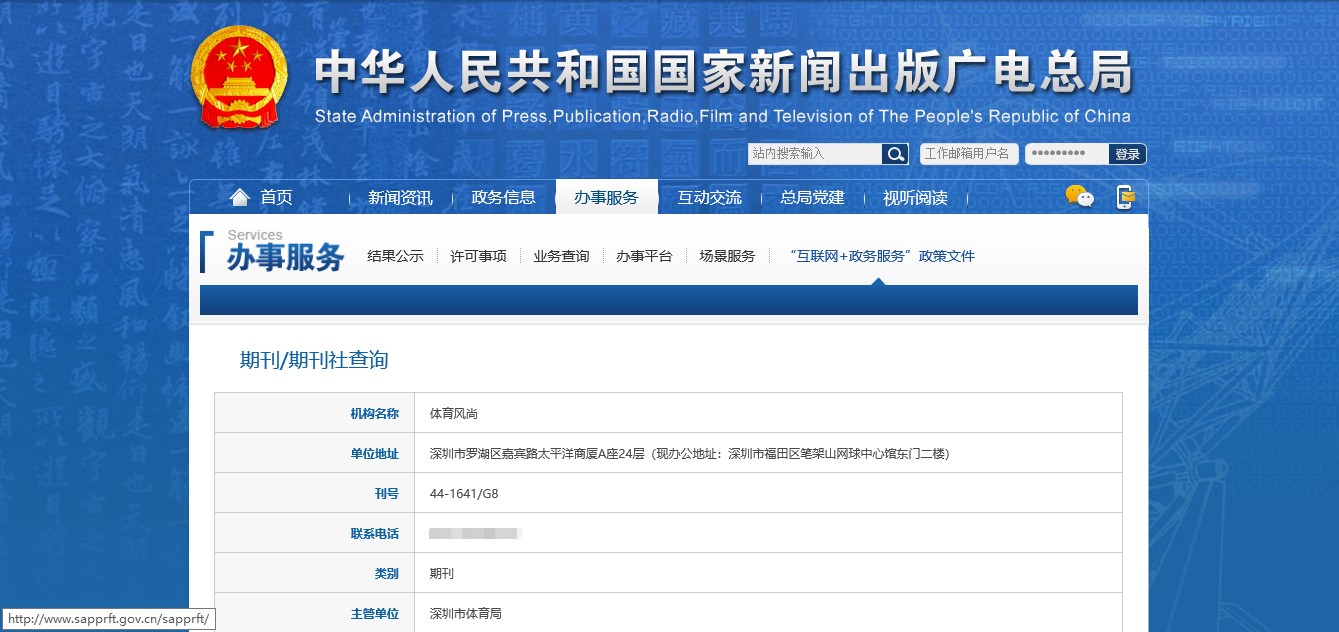 中华人民共和国国家新闻出版广电总局
State Administration of Press,Publication,Radio,Film and Television of The People's Republic of China
站内搜索输入 工作邮箱用户名 ••••••••• 登录
首页 新闻资讯 政务信息 办事服务 互动交流 总局党建 视听阅读
Services
办事服务 结果公示 许可事项 业务查询 办事平台 场景服务 “互联网+政务服务”政策文件
期刊/期刊社查询
机构名称 体育风尚
单位地址 深圳市罗湖区嘉宾路太平洋商厦A座24层（现办公地址：深圳市福田区笔架山网球中心馆东门二楼）
刊号 44-1641/G8
联系电话
类别 期刊
主管单位 深圳市体育局
http://www.sapprft.gov.cn/sapprft/